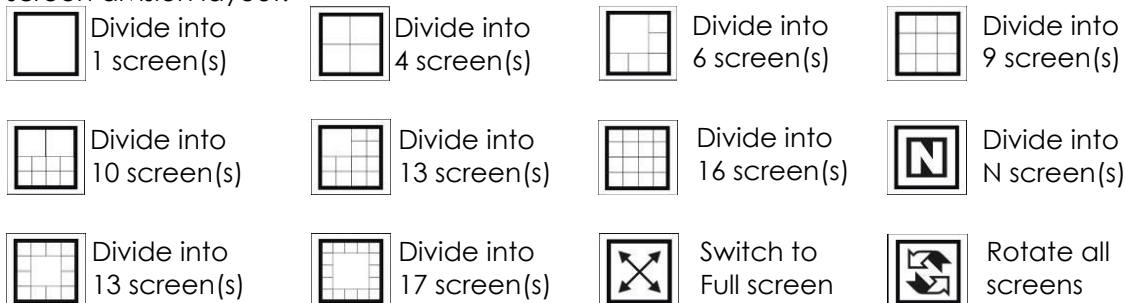 screen division layout.
Divide into
1 screen(s)
Divide into
4 screen(s)
Divide into
6 screen(s)
Divide into
9 screen(s)
Divide into
10 screen(s)
Divide into
13 screen(s)
Divide into
16 screen(s)
N
Divide into
N screen(s)
Divide into
13 screen(s)
Divide into
17 screen(s)
Switch to
Full screen
Rotate all
screens